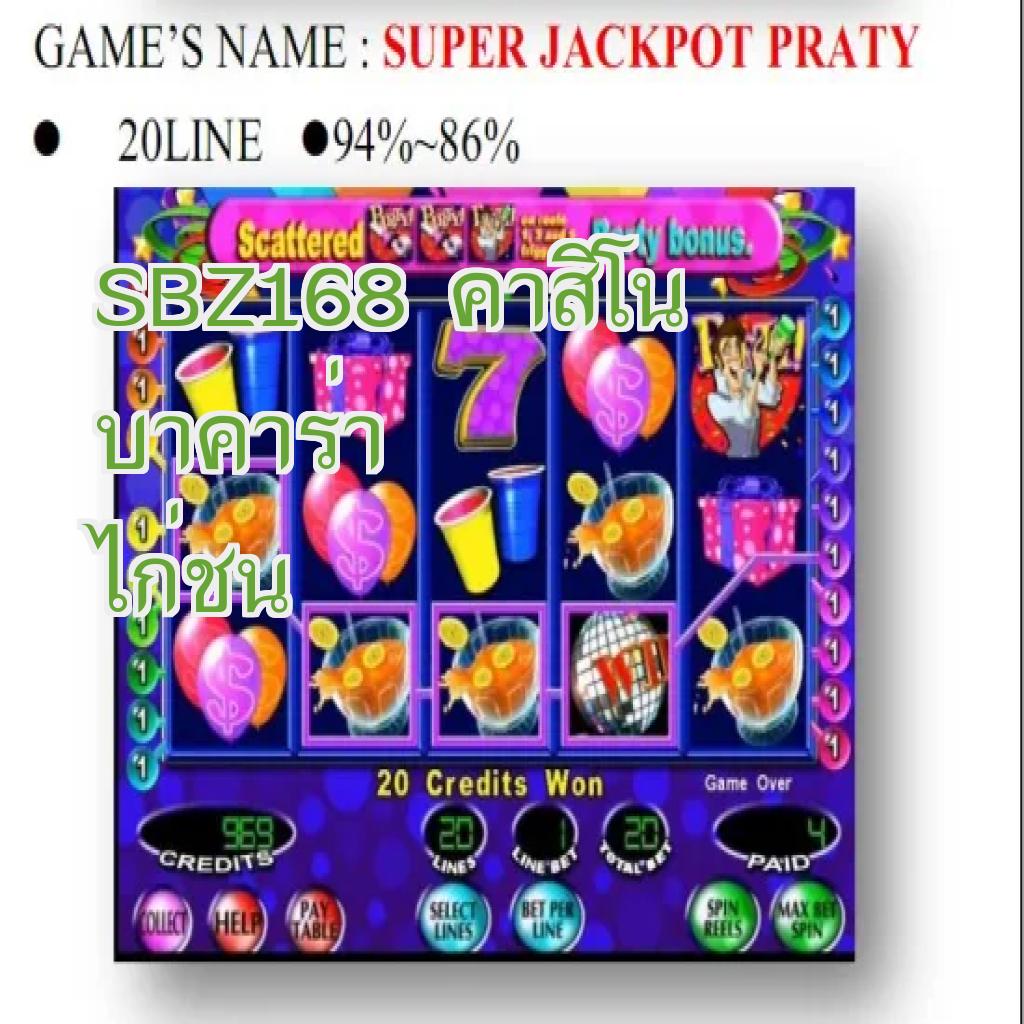 GAME'S NAME : SUPER JACKPOT PRATY
● 20LINE ●94%~86%
Scattered PARTY! PARTY! Party bonus.
SBZ168 คาสิโน
บาคาร่า
ไก่ชน
7
$
$
$
20 Credits Won
Game Over
969 20 1 20 4
CREDITS LINES LINE BET TOTAL BET PAID
COLLECT HELP PAY TABLE SELECT LINES BET PER LINE SPIN REELS MAX BET SPIN